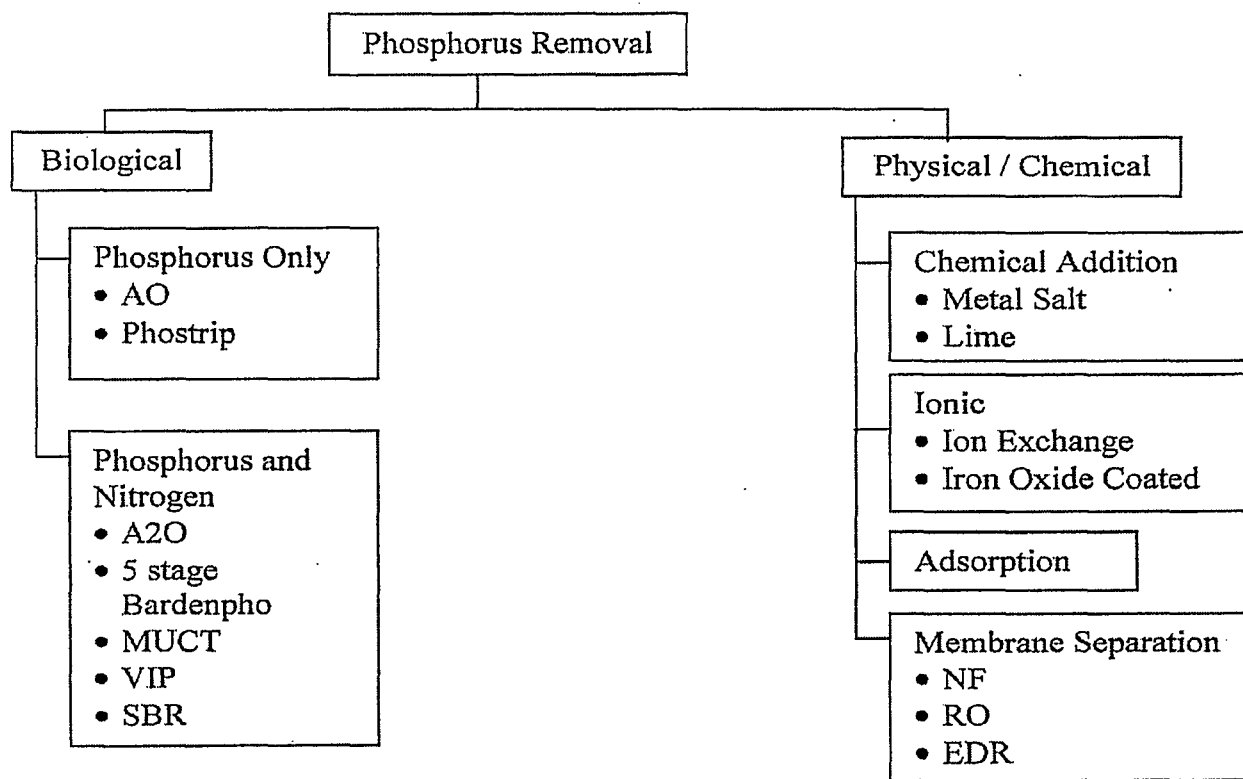 Phosphorus Removal
Biological
Phosphorus Only
• AO
• Phostrip
Phosphorus and
Nitrogen
• A2O
• 5 stage
Bardenpho
• MUCT
• VIP
• SBR
Physical / Chemical
Chemical Addition
• Metal Salt
• Lime
Ionic
• Ion Exchange
• Iron Oxide Coated
Adsorption
Membrane Separation
• NF
• RO
• EDR